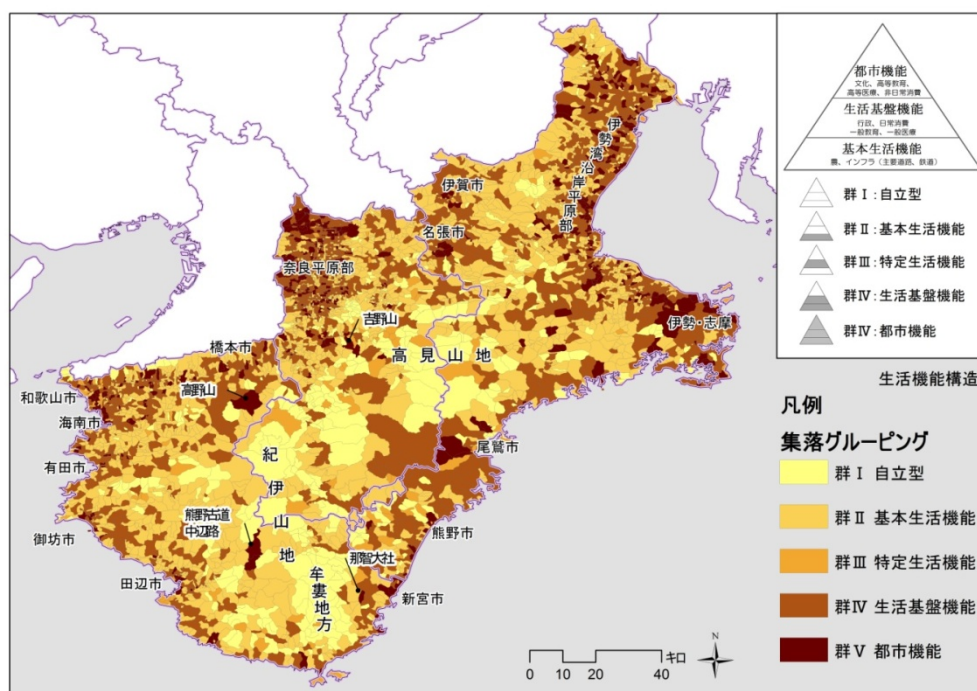 都市機能
文化、高等教育、
高等医療、非日常消費
生活基盤機能
行政、日常消費
一般教育、一般医療
基本生活機能
農、インフラ（主要道路、鉄道）
群Ⅰ：自立型
群Ⅱ：基本生活機能
群Ⅲ：特定生活機能
群Ⅳ：生活基盤機能
群Ⅳ：都市機能
生活機能構造
凡例
集落グルーピング
群Ⅰ 自立型
群Ⅱ 基本生活機能
群Ⅲ 特定生活機能
群Ⅳ 生活基盤機能
群Ⅴ 都市機能
伊勢湾沿岸平原部
伊賀市
名張市
奈良平原部
伊勢・志摩
吉野山
高見山地
橋本市
高野山
和歌山市
海南市
有田市
御坊市
田辺市
紀伊山地
尾鷲市
熊野古道
中辺路
那智大社
熊野市
新宮市
牟婁地方
N
キロ
0 10 20 40